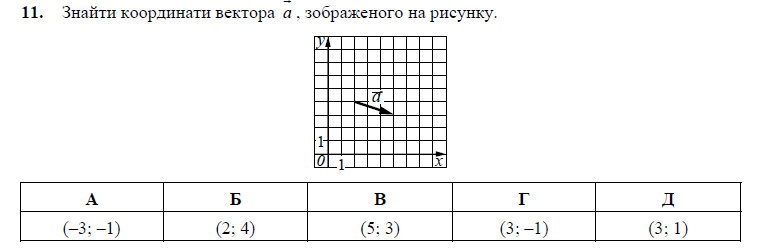 11. Знайти координати вектора a⃗ , зображеного на рисунку.
y
a⃗
1
0 1 x
А Б В Г Д
(–3; –1) (2; 4) (5; 3) (3; –1) (3; 1)